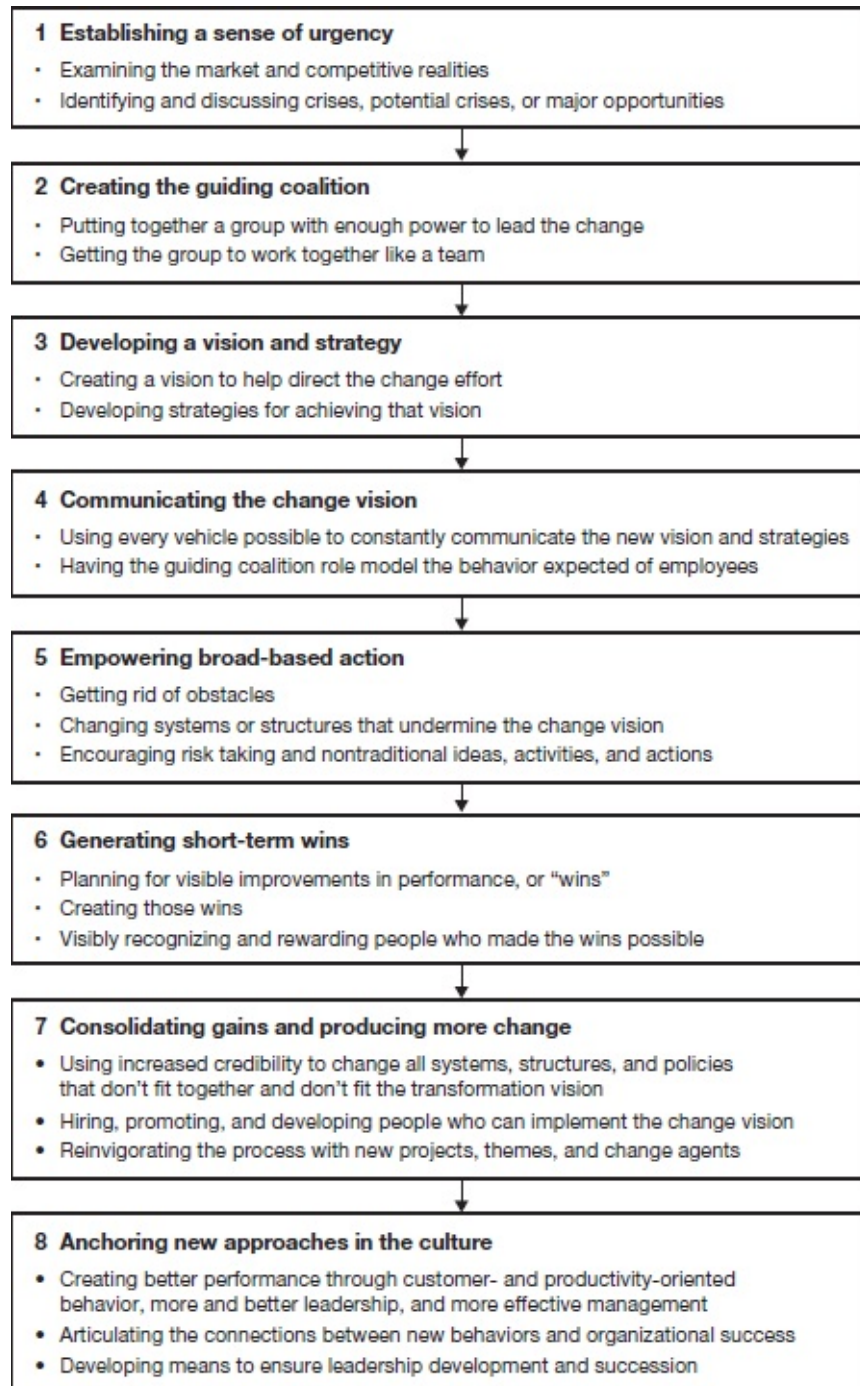 1 Establishing a sense of urgency
· Examining the market and competitive realities
· Identifying and discussing crises, potential crises, or major opportunities
2 Creating the guiding coalition
· Putting together a group with enough power to lead the change
· Getting the group to work together like a team
3 Developing a vision and strategy
· Creating a vision to help direct the change effort
· Developing strategies for achieving that vision
4 Communicating the change vision
· Using every vehicle possible to constantly communicate the new vision and strategies
· Having the guiding coalition role model the behavior expected of employees
5 Empowering broad-based action
· Getting rid of obstacles
· Changing systems or structures that undermine the change vision
· Encouraging risk taking and nontraditional ideas, activities, and actions
6 Generating short-term wins
· Planning for visible improvements in performance, or “wins”
· Creating those wins
· Visibly recognizing and rewarding people who made the wins possible
7 Consolidating gains and producing more change
• Using increased credibility to change all systems, structures, and policies
that don’t fit together and don’t fit the transformation vision
• Hiring, promoting, and developing people who can implement the change vision
• Reinvigorating the process with new projects, themes, and change agents
8 Anchoring new approaches in the culture
• Creating better performance through customer- and productivity-oriented
behavior, more and better leadership, and more effective management
• Articulating the connections between new behaviors and organizational success
• Developing means to ensure leadership development and succession